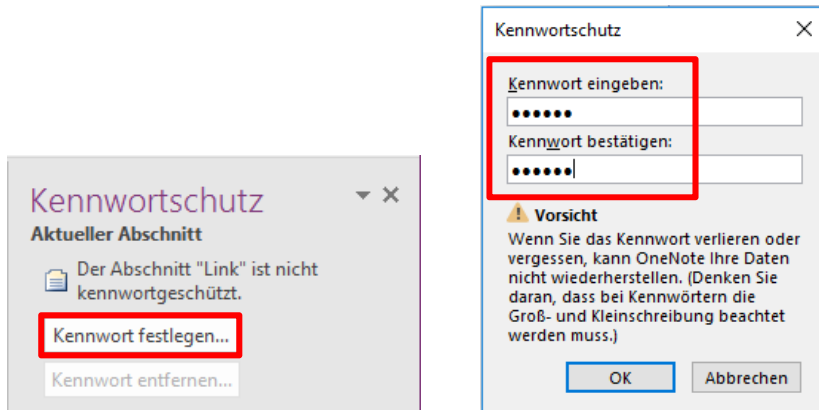 Kennwortschutz
Aktueller Abschnitt
Der Abschnitt "Link" ist nicht
kennwortgeschützt.
Kennwort festlegen...
Kennwort entfernen...
Kennwortschutz
Kennwort eingeben:
••••••
Kennwort bestätigen:
••••••
Vorsicht
Wenn Sie das Kennwort verlieren oder
vergessen, kann OneNote Ihre Daten
nicht wiederherstellen. (Denken Sie
daran, dass bei Kennwörtern die
Groß- und Kleinschreibung beachtet
werden muss.)
OK
Abbrechen